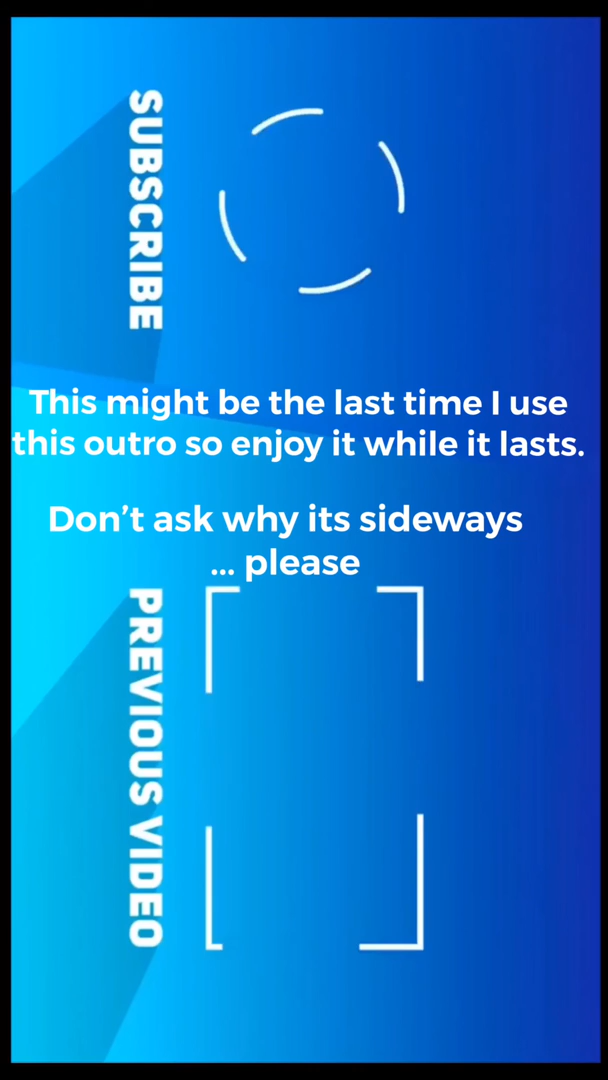 SUBSCRIBE
This might be the last time I use
this outro so enjoy it while it lasts.
Don’t ask why its sideways
... please
PREVIOUS VIDEO